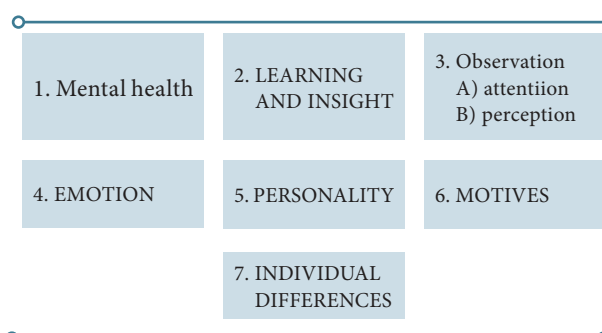 1. Mental health
2. LEARNING
AND INSIGHT
3. Observation
A) attentiion
B) perception
4. EMOTION
5. PERSONALITY
6. MOTIVES
7. INDIVIDUAL
DIFFERENCES